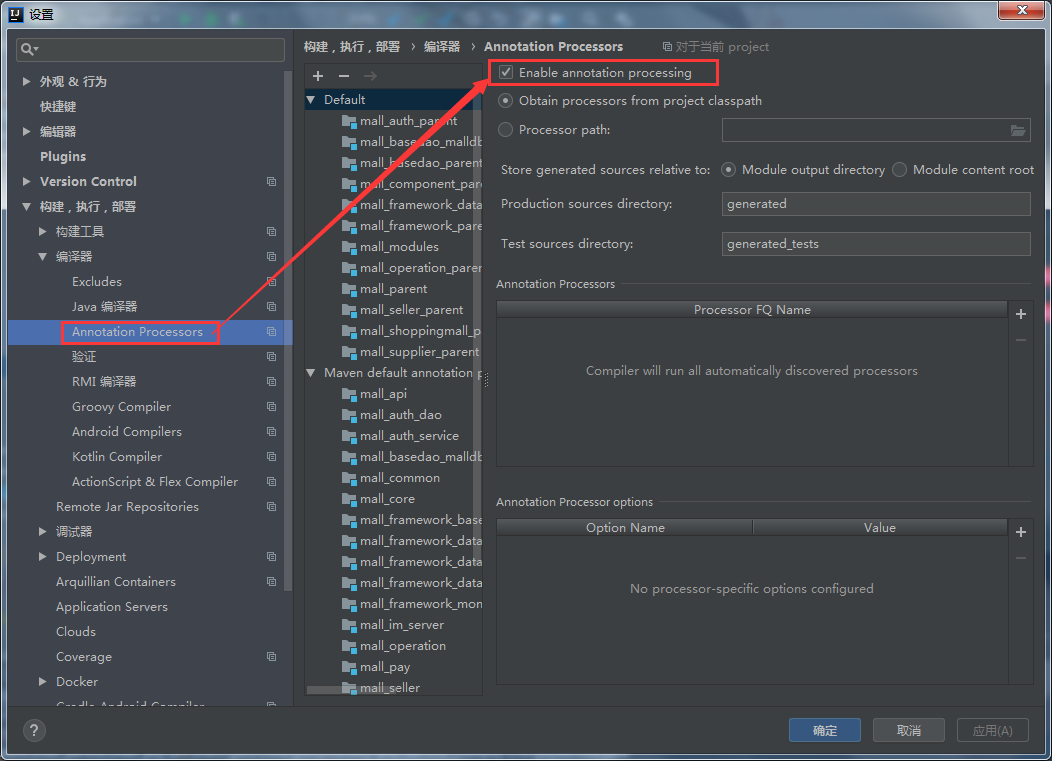 设置
外观 & 行为
快捷键
编辑器
Plugins
Version Control
构建，执行，部署
构建工具
编译器
Excludes
Java 编译器
Annotation Processors
验证
RMI 编译器
Groovy Compiler
Android Compilers
Kotlin Compiler
ActionScript & Flex Compiler
Remote Jar Repositories
调试器
Deployment
Arquillian Containers
Application Servers
Clouds
Coverage
Docker
Gradle-Android Compiler
构建，执行，部署 › 编译器 › Annotation Processors 对于当前 project
Default
mall_auth_parent
mall_basedao_malldb
mall_basedao_parent
mall_component_pare
mall_framework_data
mall_framework_pare
mall_modules
mall_operation_paren
mall_parent
mall_seller_parent
mall_shoppingmall_p
mall_supplier_parent
Maven default annotation p
mall_api
mall_auth_dao
mall_auth_service
mall_basedao_malldb
mall_common
mall_core
mall_framework_base
mall_framework_data
mall_framework_data
mall_framework_data
mall_framework_mon
mall_im_server
mall_operation
mall_pay
mall_seller
Enable annotation processing
Obtain processors from project classpath
Processor path:
Store generated sources relative to: Module output directory Module content root
Production sources directory: generated
Test sources directory: generated_tests
Annotation Processors
Processor FQ Name
Compiler will run all automatically discovered processors
Annotation Processor options
Option Name Value
No processor-specific options configured
?
确定 取消 应用(A)